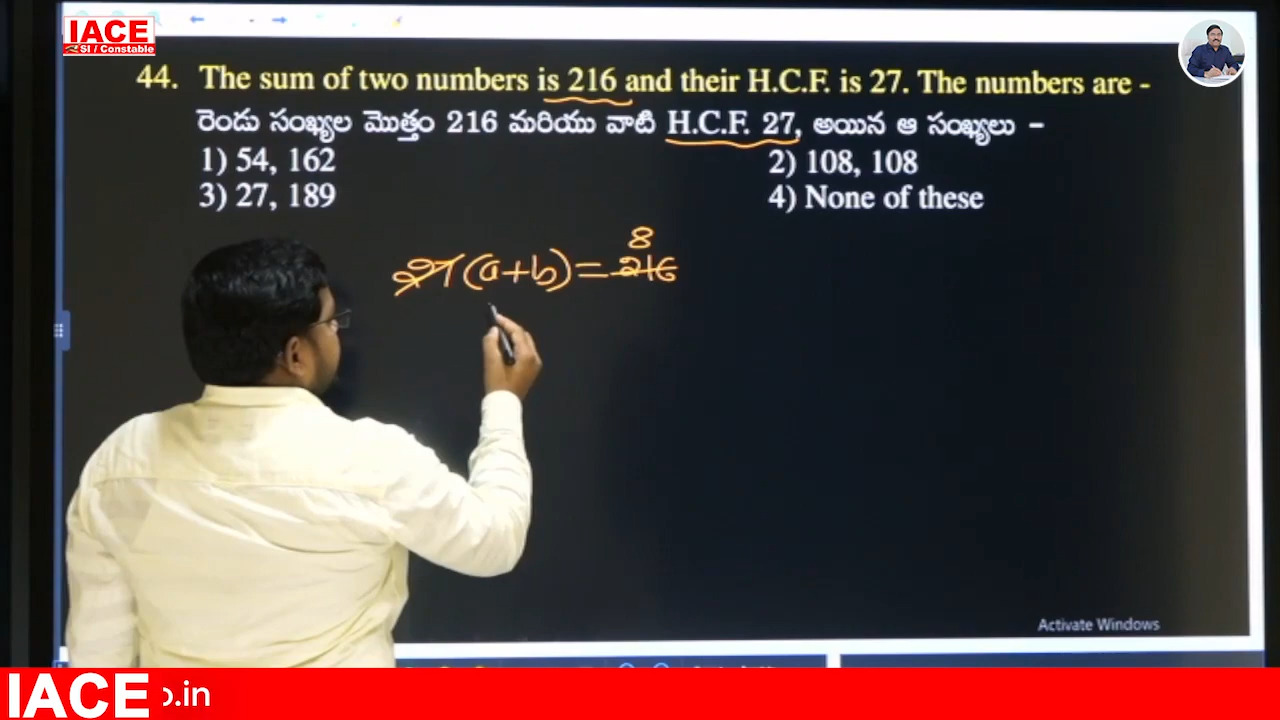 IACE
SI / Constable
44. The sum of two numbers is 216 and their H.C.F. is 27. The numbers are -
రెండు సంఖ్యల మొత్తం 216 మరియు వాటి H.C.F. 27, అయిన ఆ సంఖ్యలు -
1) 54, 162
2) 108, 108
3) 27, 189
4) None of these
8
27(a+b)=216
Activate Windows
IACE
.in